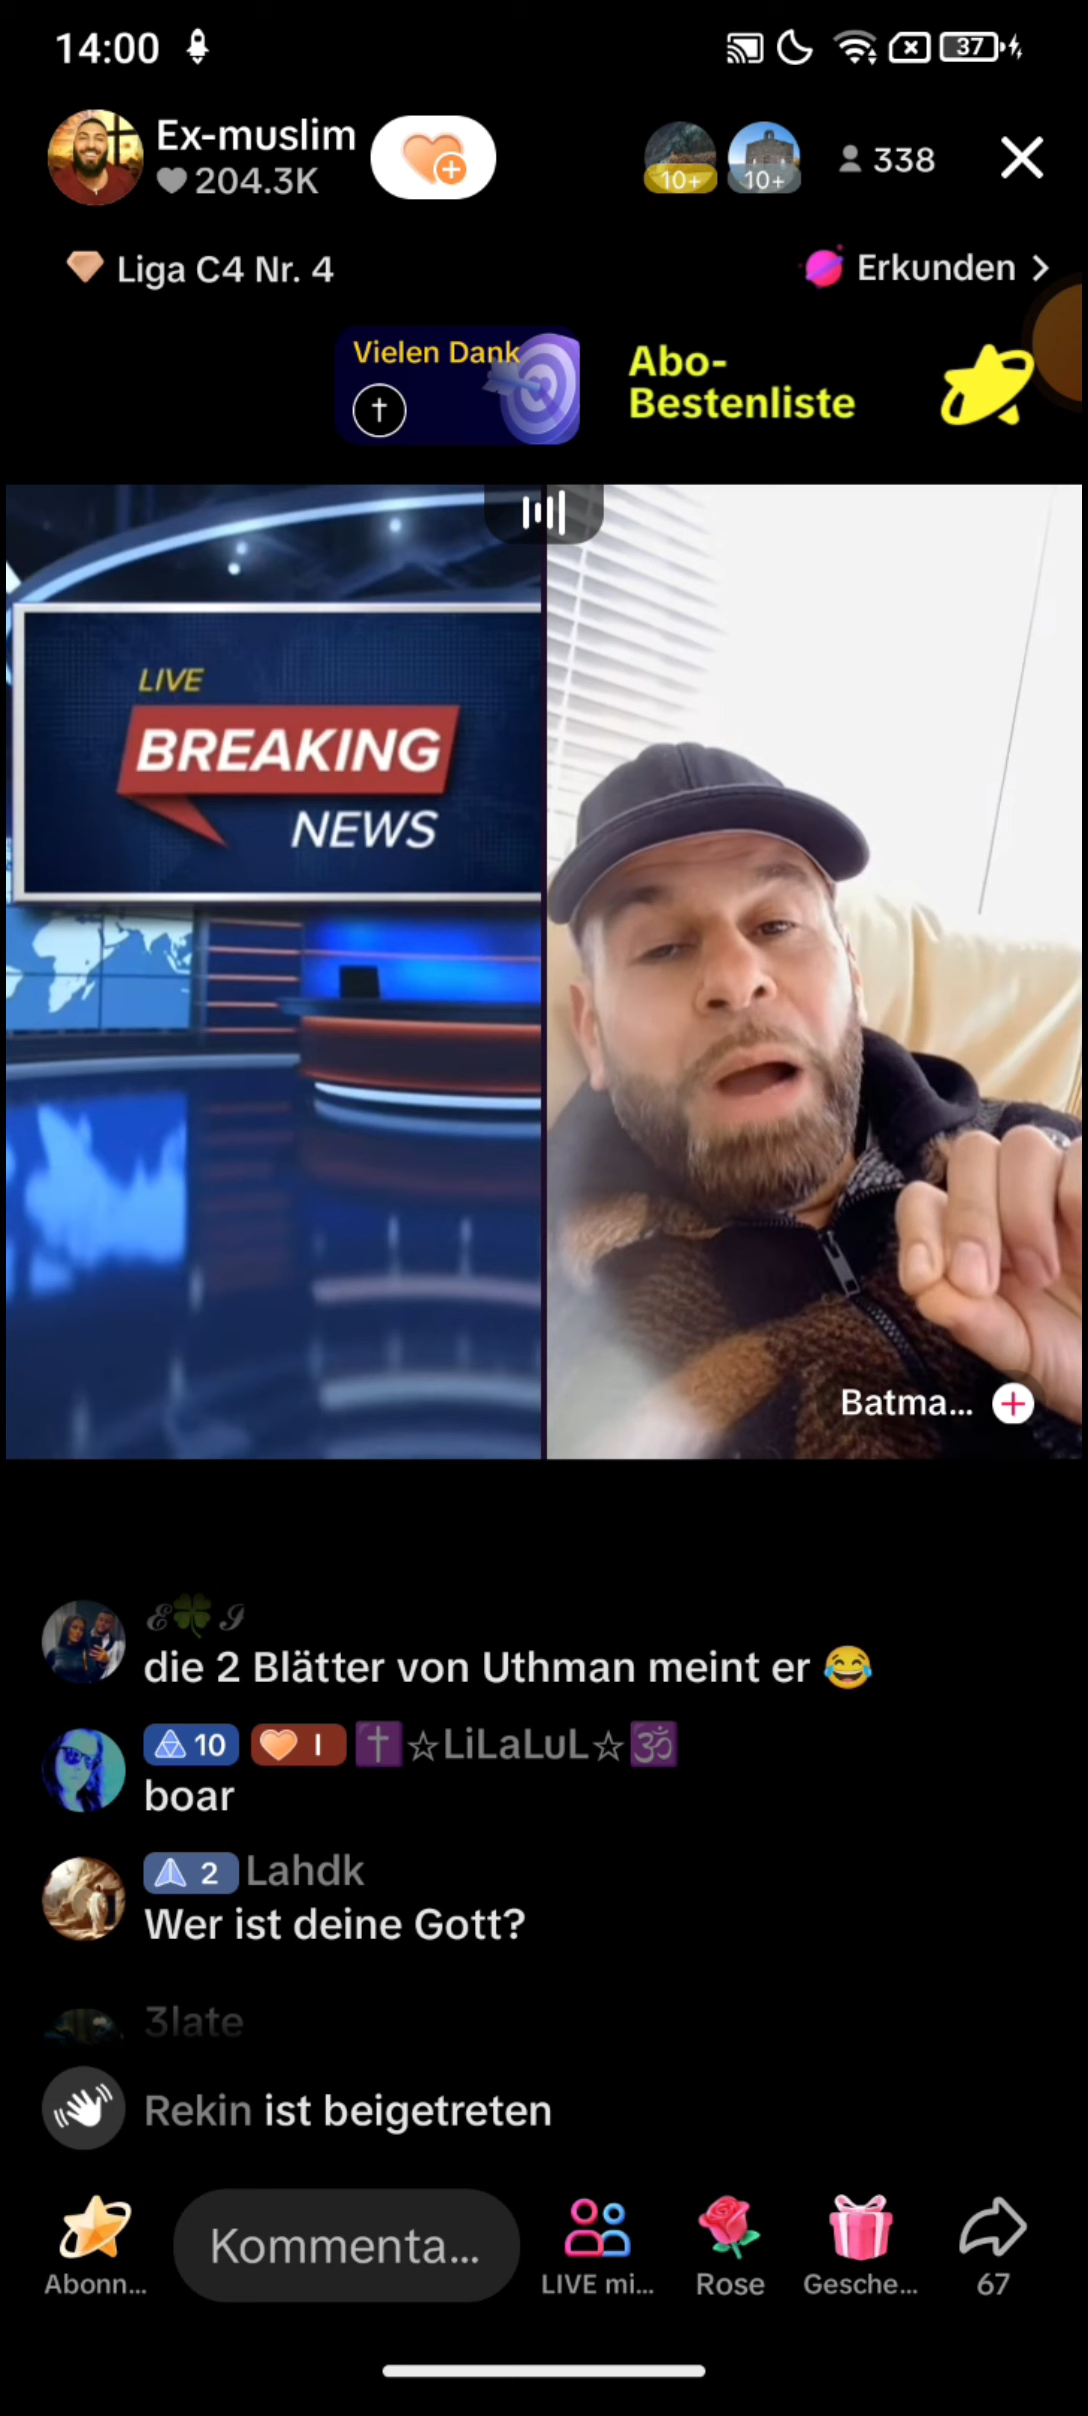 14:00
37
Ex-muslim
204.3K
10+
10+
338
Liga C4 Nr. 4
Erkunden
Vielen Dank
Abo-
Bestenliste
LIVE
BREAKING
NEWS
Batma...
ℰ🍀ℐ
die 2 Blätter von Uthman meint er 😂
10 I ✝️☆LiLaLuL☆🕉️
boar
2 Lahdk
Wer ist deine Gott?
3late
Rekin ist beigetreten
Kommenta...
Abonn...
LIVE mi...
Rose
Gesche...
67